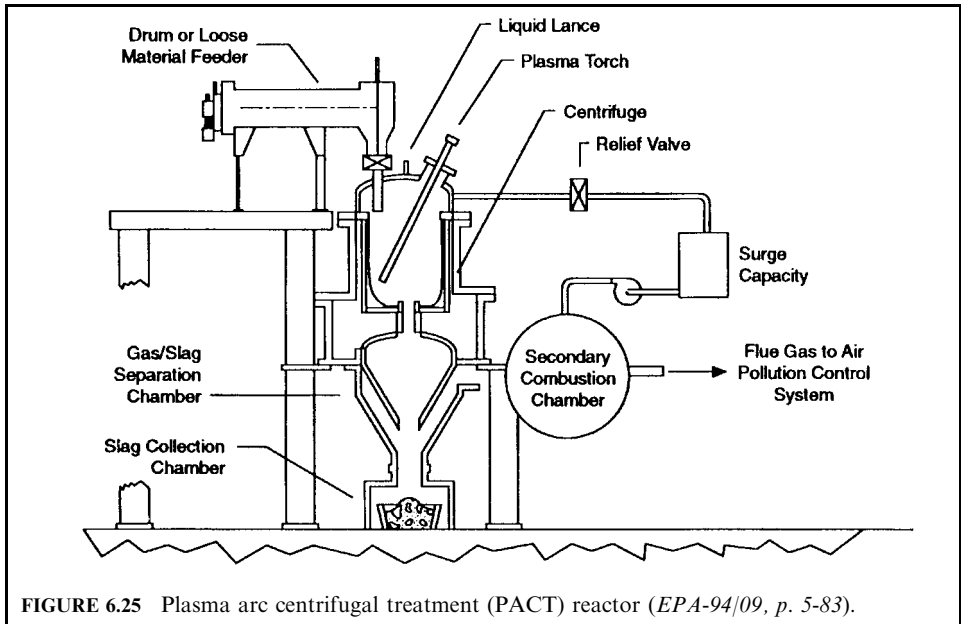 Drum or Loose
Material Feeder
Liquid Lance
Plasma Torch
Centrifuge
Relief Valve
Surge
Capacity
Gas/Slag
Separation
Chamber
Secondary
Combustion
Chamber
Flue Gas to Air
Pollution Control
System
Slag Collection
Chamber
FIGURE 6.25 Plasma arc centrifugal treatment (PACT) reactor (EPA-94/09, p. 5-83).